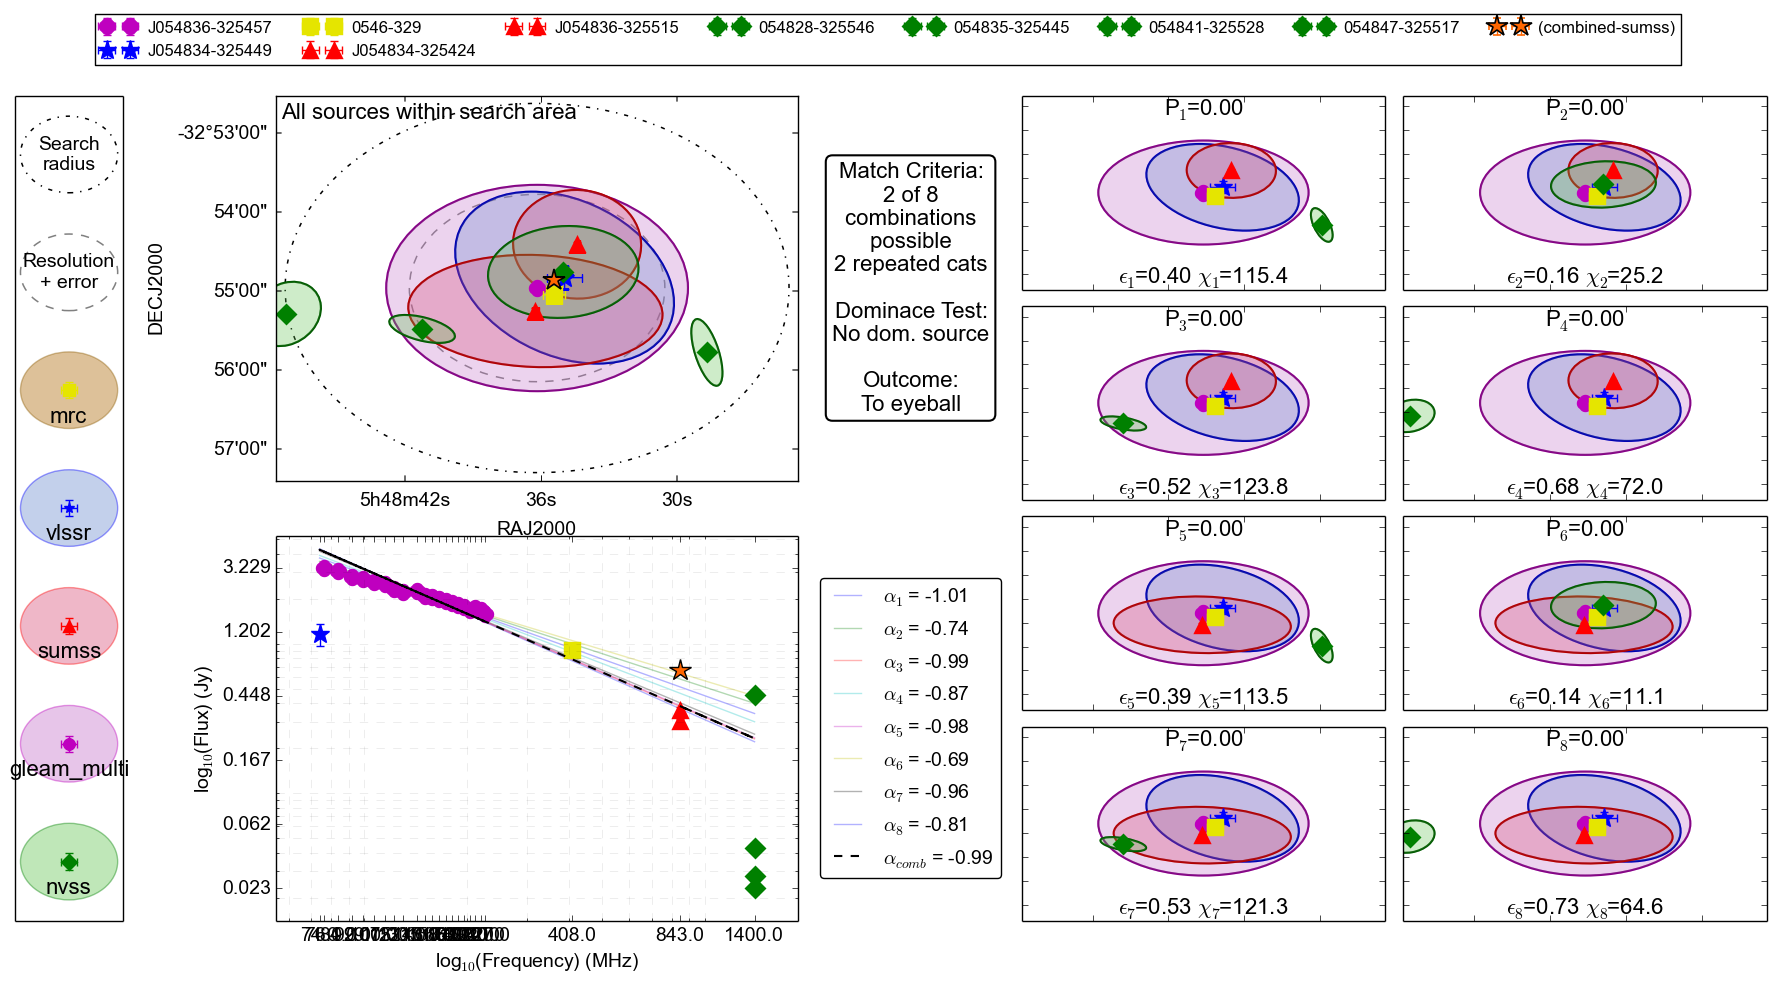 J054836-325457
0546-329
J054836-325515
054828-325546
054835-325445
054841-325528
054847-325517
(combined-sumss)
J054834-325449
J054834-325424
Search
radius
Resolution
+ error
mrc
vlssr
sumss
gleam_multi
nvss
All sources within search area
-32°53'00"
54'00"
55'00"
56'00"
57'00"
DECJ2000
5h48m42s
36s
30s
RAJ2000
Match Criteria:
2 of 8
combinations
possible
2 repeated cats
Dominace Test:
No dom. source
Outcome:
To eyeball
3.229
1.202
0.448
0.167
0.062
0.023
log10(Flux) (Jy)
408.0
843.0
1400.0
log10(Frequency) (MHz)
α1 = -1.01
α2 = -0.74
α3 = -0.99
α4 = -0.87
α5 = -0.98
α6 = -0.69
α7 = -0.96
α8 = -0.81
αcomb = -0.99
P1=0.00
ϵ1=0.40 χ1=115.4
P2=0.00
ϵ2=0.16 χ2=25.2
P3=0.00
ϵ3=0.52 χ3=123.8
P4=0.00
ϵ4=0.68 χ4=72.0
P5=0.00
ϵ5=0.39 χ5=113.5
P6=0.00
ϵ6=0.14 χ6=11.1
P7=0.00
ϵ7=0.53 χ7=121.3
P8=0.00
ϵ8=0.73 χ8=64.6